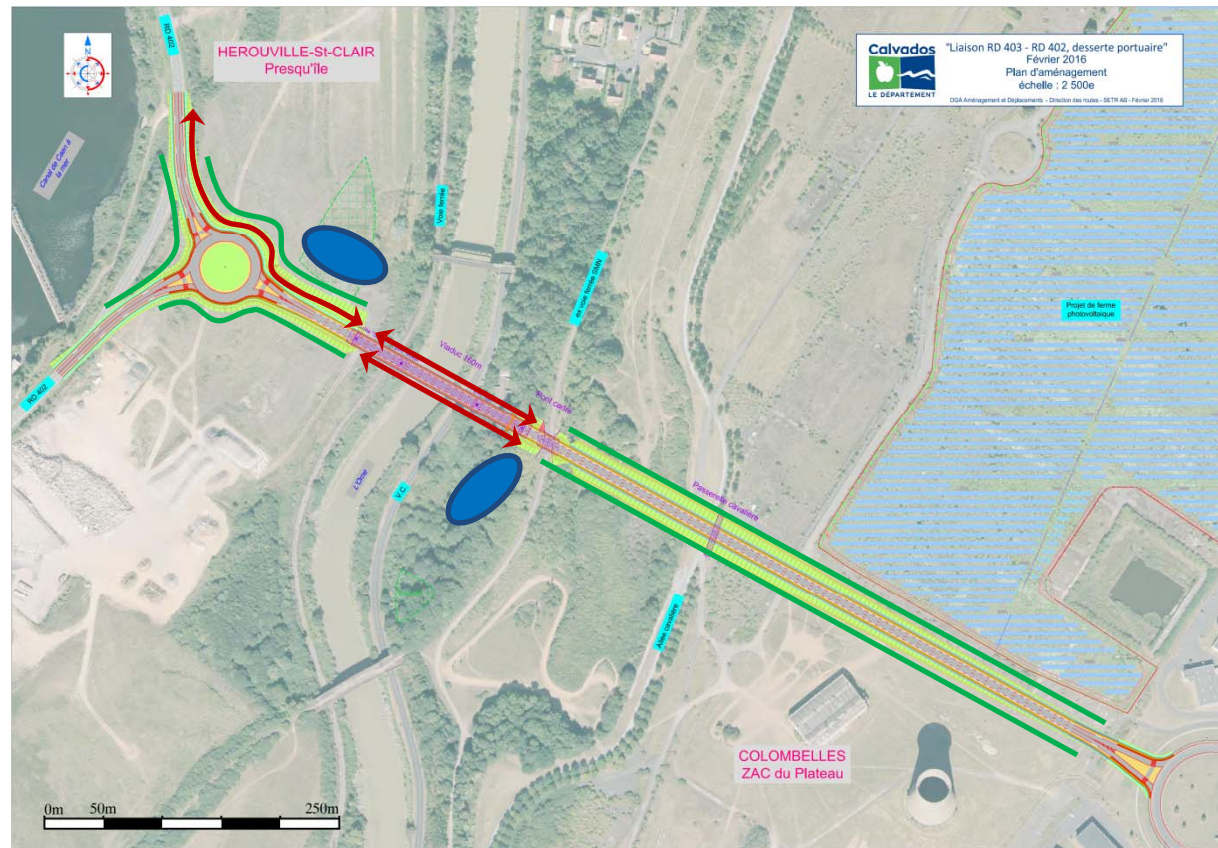 RD 402
N
HEROUVILLE-St-CLAIR
Presqu'île
Calvados
LE DÉPARTEMENT
"Liaison RD 403 - RD 402, desserte portuaire"
Février 2016
Plan d'aménagement
échelle : 2 500e
DGA Aménagement et Déplacements - Direction des routes - SETR AB - Février 2016
Canal de Caen à
la mer
Voie ferrée
ex voie ferrée SMN
Projet de ferme
photovoltaique
Viaduc 160m
Pont cadre
RD 402
L'Orne
V.C.
Passerelle cavalière
Allée cavalière
COLOMBELLES
ZAC du Plateau
0m 50m 250m